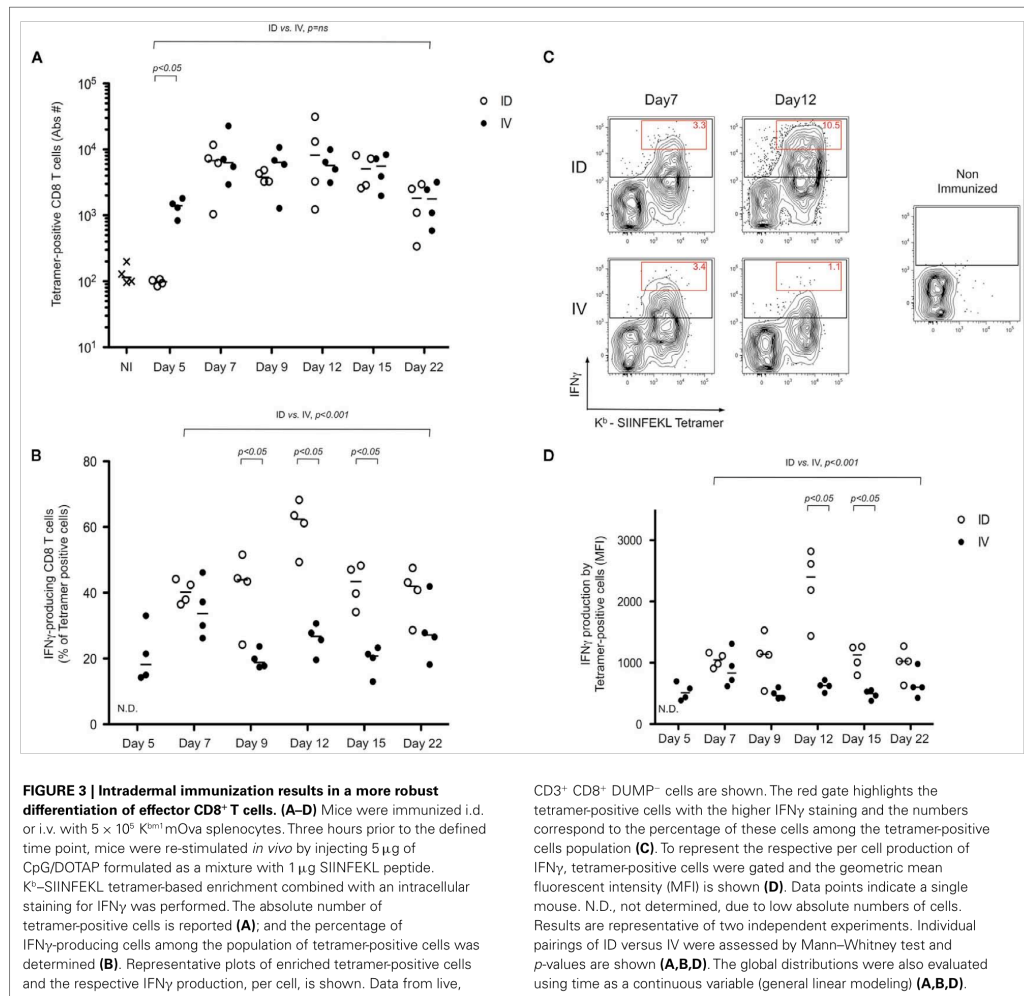 ID vs. IV, p=ns
A
p<0.05
Tetramer-positive CD8 T cells (Abs #)
10⁵
10⁴
10³
10²
10¹
NI Day 5 Day 7 Day 9 Day 12 Day 15 Day 22
ID
IV
C
Day7 Day12
ID
3.3
10.5
Non
Immunized
IV
3.4
1.1
IFNγ
Kᵇ - SIINFEKL Tetramer
10⁵
10⁴
10³
0
0 10³ 10⁴ 10⁵
ID vs. IV, p<0.001
B
p<0.05 p<0.05 p<0.05
IFNγ-producing CD8 T cells
(% of Tetramer positive cells)
80
60
40
20
0
N.D.
Day 5 Day 7 Day 9 Day 12 Day 15 Day 22
D
ID vs. IV, p<0.001
p<0.05 p<0.05
ID
IV
IFNγ production by
Tetramer-positive cells (MFI)
3000
2000
1000
0
N.D.
Day 5 Day 7 Day 9 Day 12 Day 15 Day 22
FIGURE 3 | Intradermal immunization results in a more robust
differentiation of effector CD8⁺ T cells. (A–D) Mice were immunized i.d.
or i.v. with 5 × 10⁵ Kᵇᵐ¹mOva splenocytes. Three hours prior to the defined
time point, mice were re-stimulated in vivo by injecting 5 μg of
CpG/DOTAP formulated as a mixture with 1 μg SIINFEKL peptide.
Kᵇ–SIINFEKL tetramer-based enrichment combined with an intracellular
staining for IFNγ was performed. The absolute number of
tetramer-positive cells is reported (A); and the percentage of
IFNγ-producing cells among the population of tetramer-positive cells was
determined (B). Representative plots of enriched tetramer-positive cells
and the respective IFNγ production, per cell, is shown. Data from live,
CD3⁺ CD8⁺ DUMP⁻ cells are shown. The red gate highlights the
tetramer-positive cells with the higher IFNγ staining and the numbers
correspond to the percentage of these cells among the tetramer-positive
cells population (C). To represent the respective per cell production of
IFNγ, tetramer-positive cells were gated and the geometric mean
fluorescent intensity (MFI) is shown (D). Data points indicate a single
mouse. N.D., not determined, due to low absolute numbers of cells.
Results are representative of two independent experiments. Individual
pairings of ID versus IV were assessed by Mann–Whitney test and
p-values are shown (A,B,D). The global distributions were also evaluated
using time as a continuous variable (general linear modeling) (A,B,D).